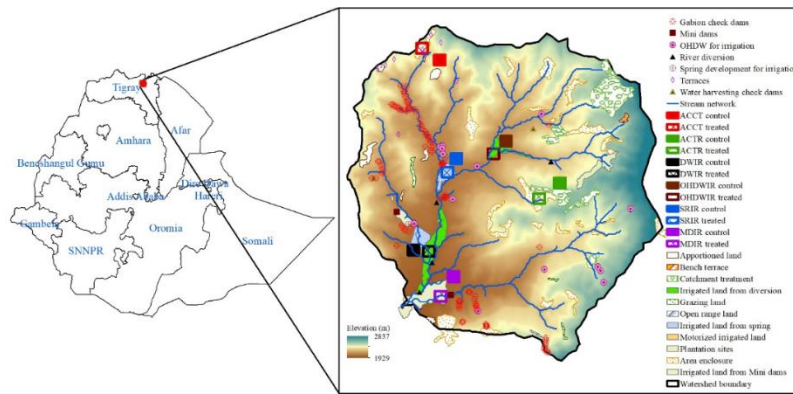 Tigray
Afar
Amhara
Benshangul Gumu
Addis Ababa
Dire Dawa
Harari
Gambela
Oromia
SNNPR
Somali
Elevation (m)
2837
1929
Gabion check dams
Mini dams
OHDW for irrigation
River diversion
Spring development for irrigation
Terraces
Water harvesting check dams
Stream network
ACCT control
ACCT treated
ACTR control
ACTR treated
DWIR control
DWIR treated
OHDWIR control
OHDWIR treated
SRIR control
SRIR treated
NDIR control
NDIR treated
Apportioned land
Bench terrace
Catchment treatment
Irrigated land from diversion
Grazing land
Open range land
Irrigated land from spring
Motorized irrigated land
Plantation sites
Area enclosure
Irrigated land from Mini dams
Watershed boundary